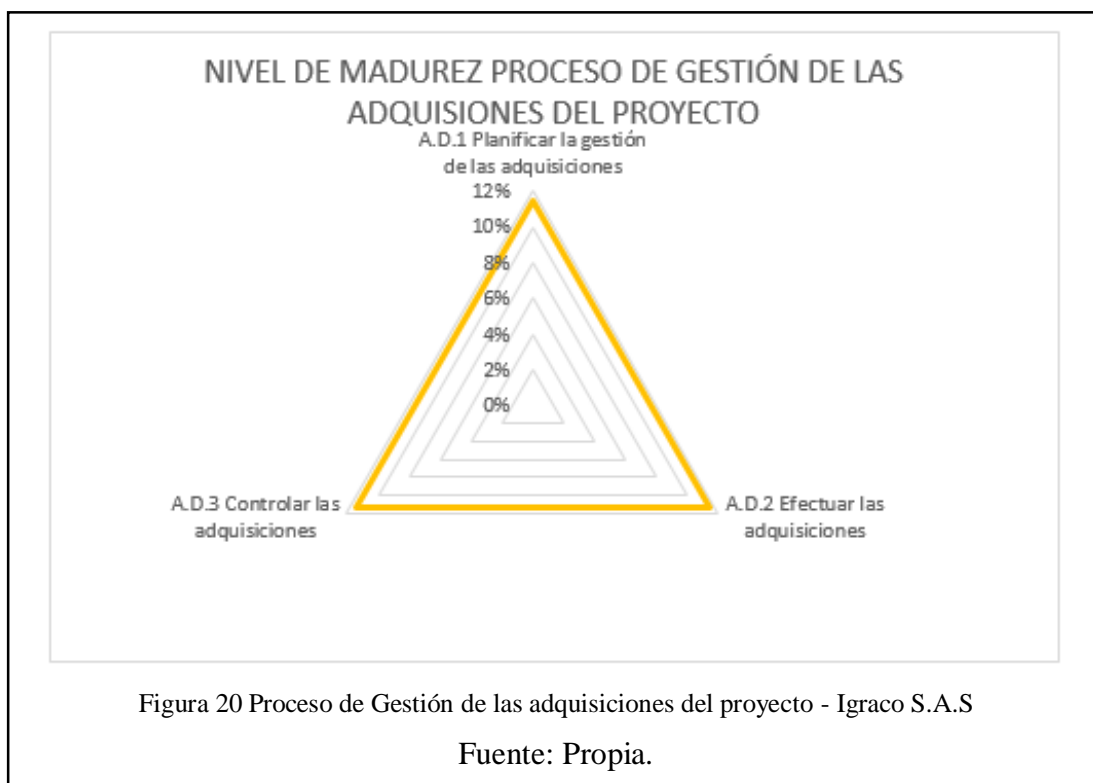 NIVEL DE MADUREZ PROCESO DE GESTIÓN DE LAS
ADQUISIONES DEL PROYECTO
A.D.1 Planificar la gestión
de las adquisiciones
12%
10%
8%
6%
4%
2%
0%
A.D.3 Controlar las
adquisiciones
A.D.2 Efectuar las
adquisiciones
Figura 20 Proceso de Gestión de las adquisiciones del proyecto - Igraco S.A.S
Fuente: Propia.